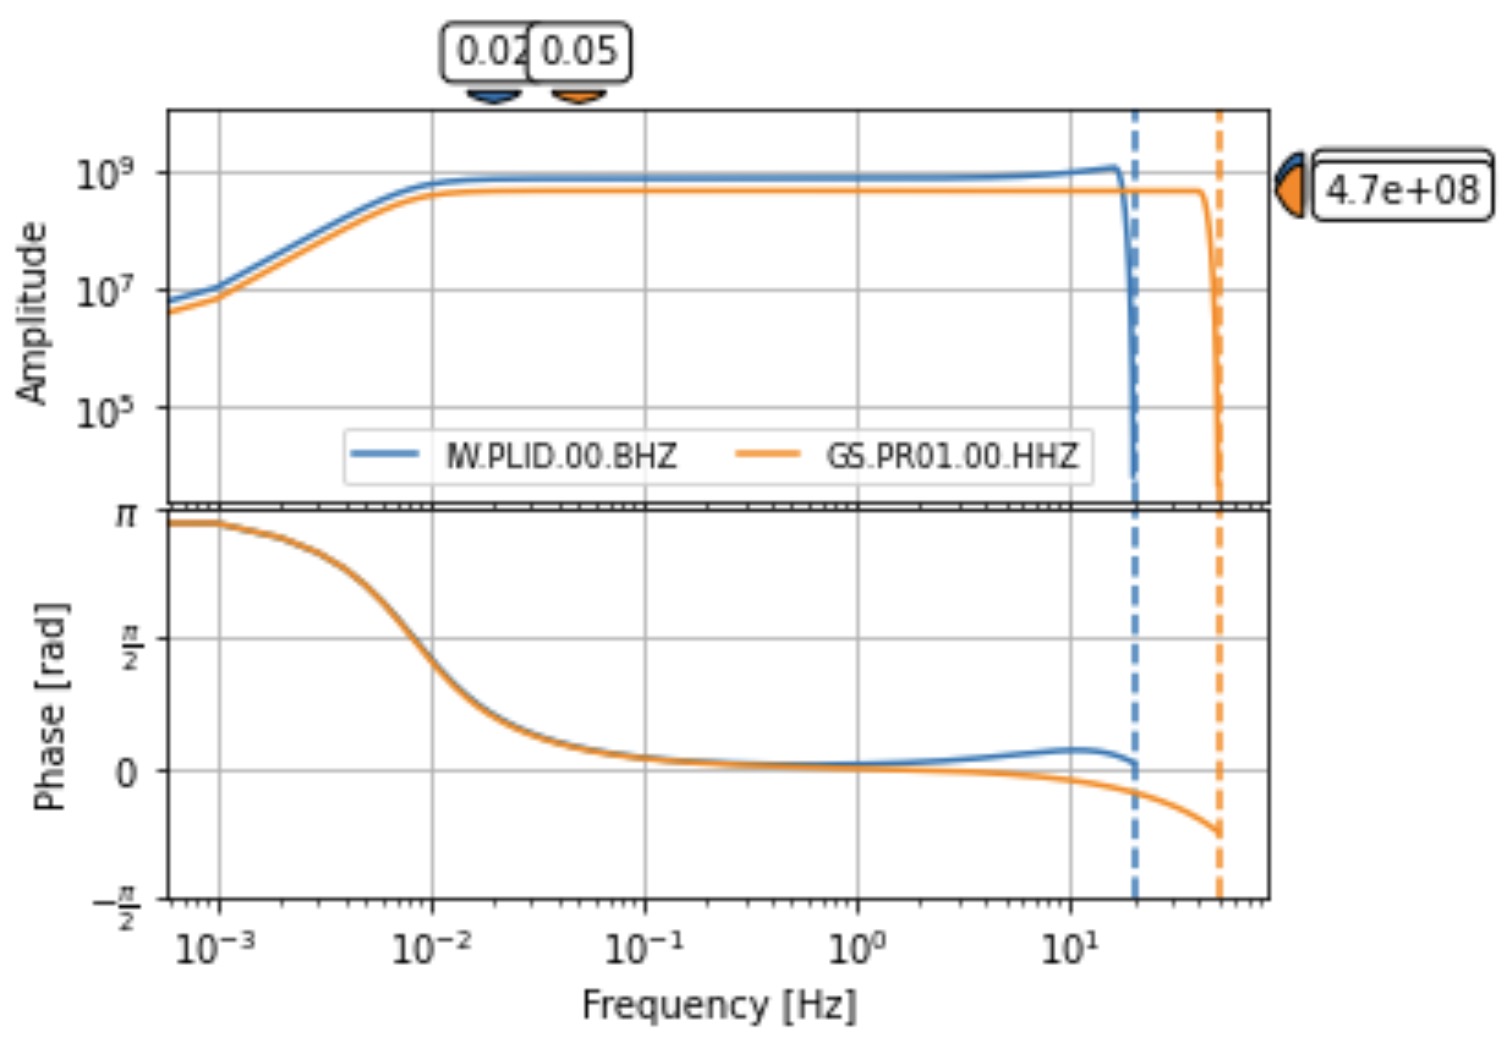 0.02 0.05
10⁹
4.7e+08
10⁷
10⁵
Amplitude
IW.PLID.00.BHZ GS.PR01.00.HHZ
π
π/2
0
−π/2
Phase [rad]
10⁻³ 10⁻² 10⁻¹ 10⁰ 10¹
Frequency [Hz]